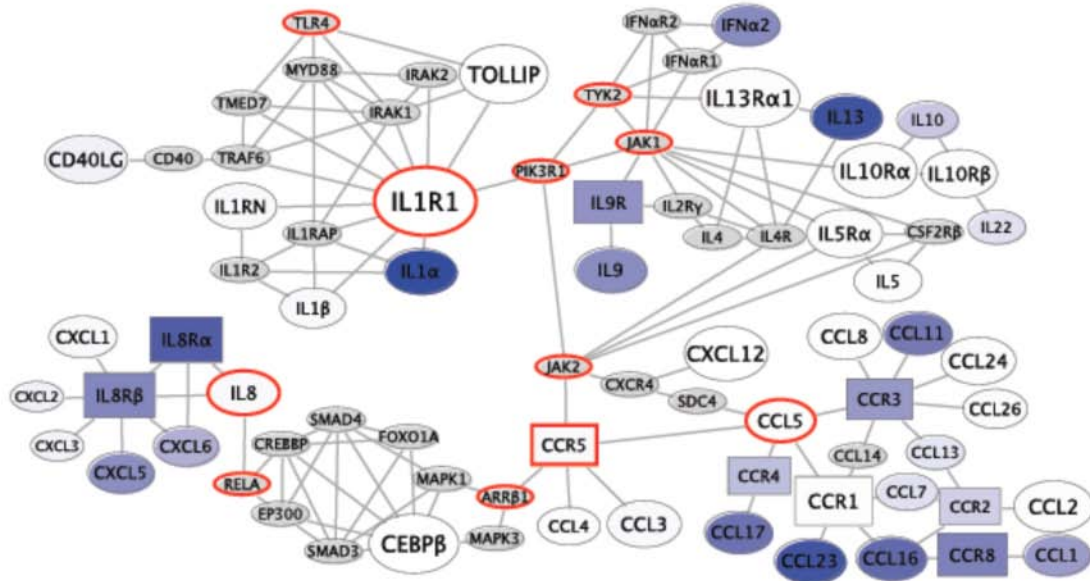 TLR4
IFNαR2
IFNα2
MYD88
IRAK2
TOLLIP
IFNαR1
TMED7
IRAK1
TYK2
IL13Rα1
IL13
IL10
CD40LG
CD40
TRAF6
PIK3R1
JAK1
IL10Rα
IL10Rβ
IL1RN
IL1R1
IL9R
IL2Rγ
IL1RAP
IL4
IL4R
IL5Rα
CSF2Rβ
IL22
IL1R2
IL1α
IL9
IL5
IL1β
CXCL1
IL8Rα
CXCL12
CCL8
CCL11
CCL24
JAK2
CXCR4
CXCL2
IL8Rβ
IL8
SDC4
CCR3
CCL26
CXCL3
CXCL6
SMAD4
CCL5
CREBBP
FOXO1A
CCR5
CCL14
CCL13
CXCL5
MAPK1
CCR4
RELA
ARRβ1
CCR1
CCL7
CCR2
CCL2
EP300
CCL4
CCL3
CCL17
SMAD3
CEBPβ
MAPK3
CCL23
CCL16
CCR8
CCL1